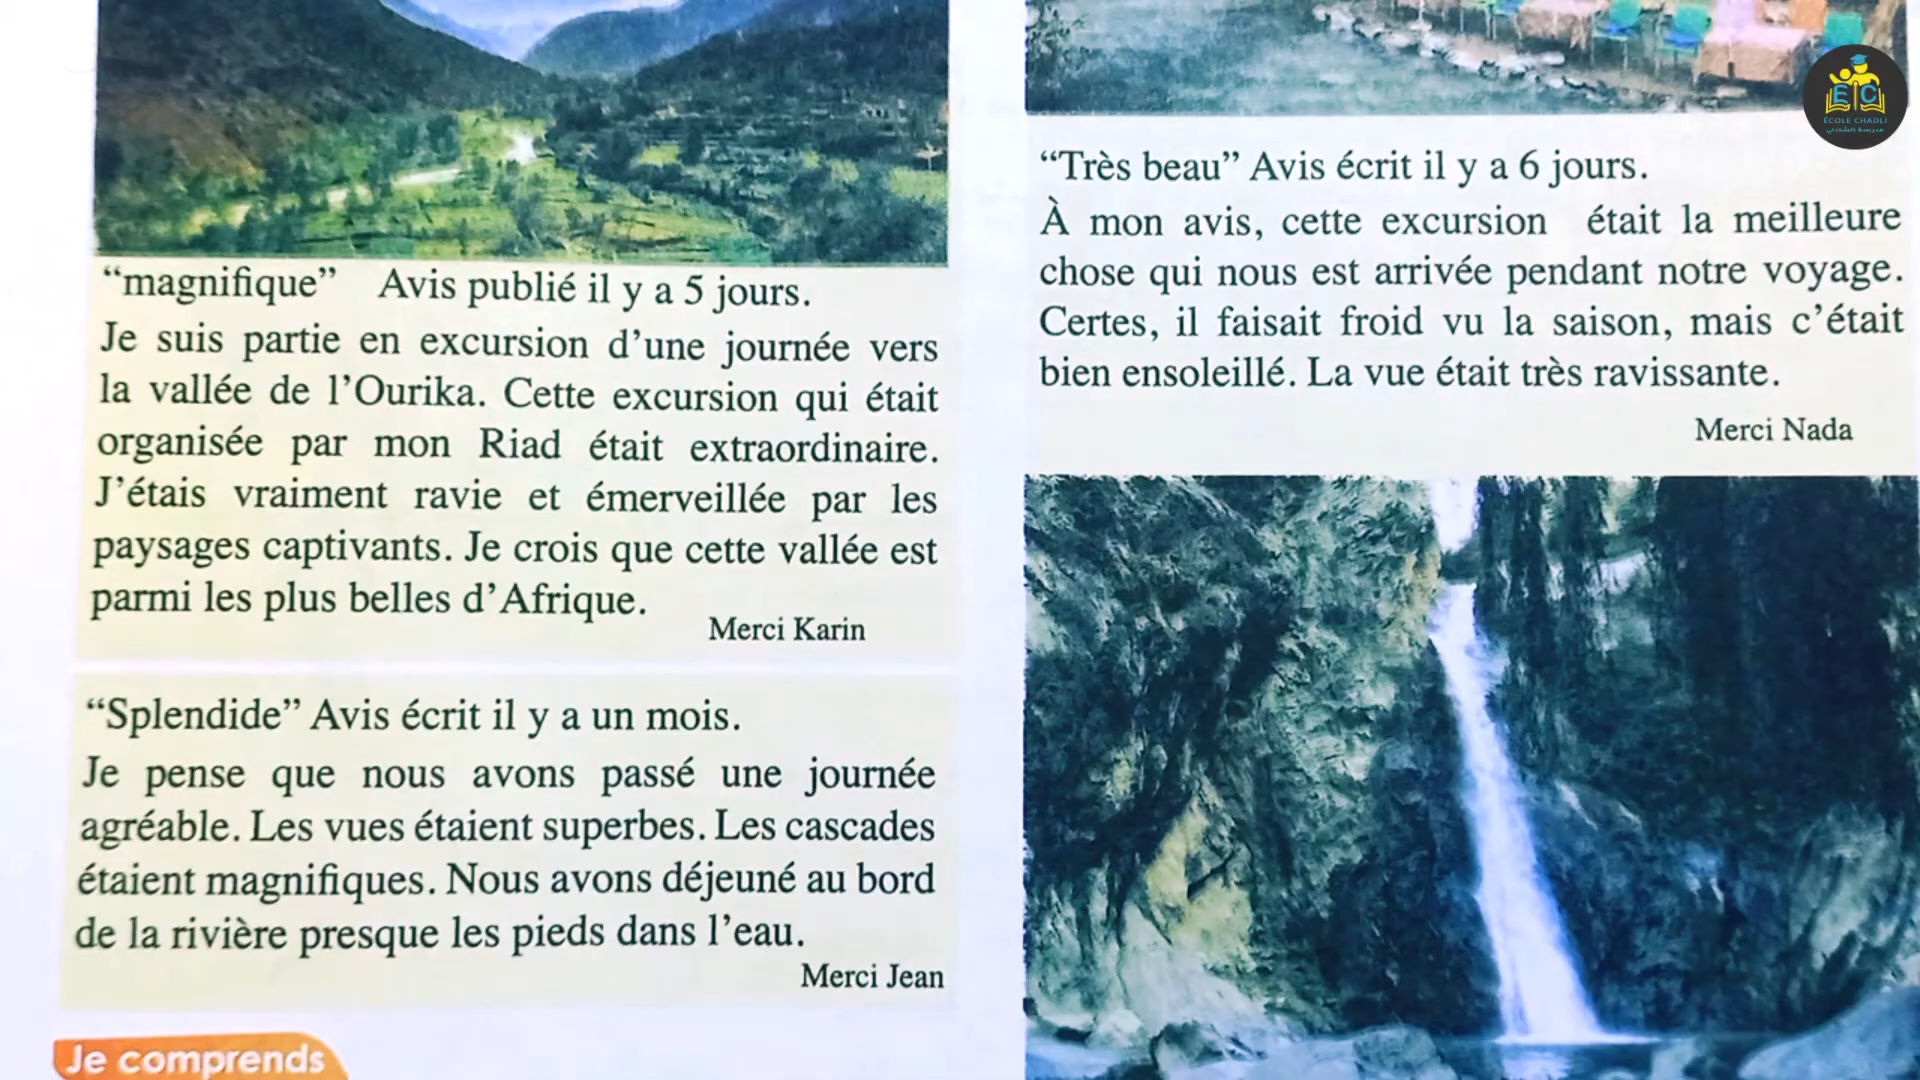 “magnifique” Avis publié il y a 5 jours.
Je suis partie en excursion d’une journée vers
la vallée de l’Ourika. Cette excursion qui était
organisée par mon Riad était extraordinaire.
J’étais vraiment ravie et émerveillée par les
paysages captivants. Je crois que cette vallée est
parmi les plus belles d’Afrique.
Merci Karin
“Splendide” Avis écrit il y a un mois.
Je pense que nous avons passé une journée
agréable. Les vues étaient superbes. Les cascades
étaient magnifiques. Nous avons déjeuné au bord
de la rivière presque les pieds dans l’eau.
Merci Jean
Je comprends
“Très beau” Avis écrit il y a 6 jours.
À mon avis, cette excursion était la meilleure
chose qui nous est arrivée pendant notre voyage.
Certes, il faisait froid vu la saison, mais c’était
bien ensoleillé. La vue était très ravissante.
Merci Nada
E C
ÉCOLE CHADLI
مدرسة الشادلي